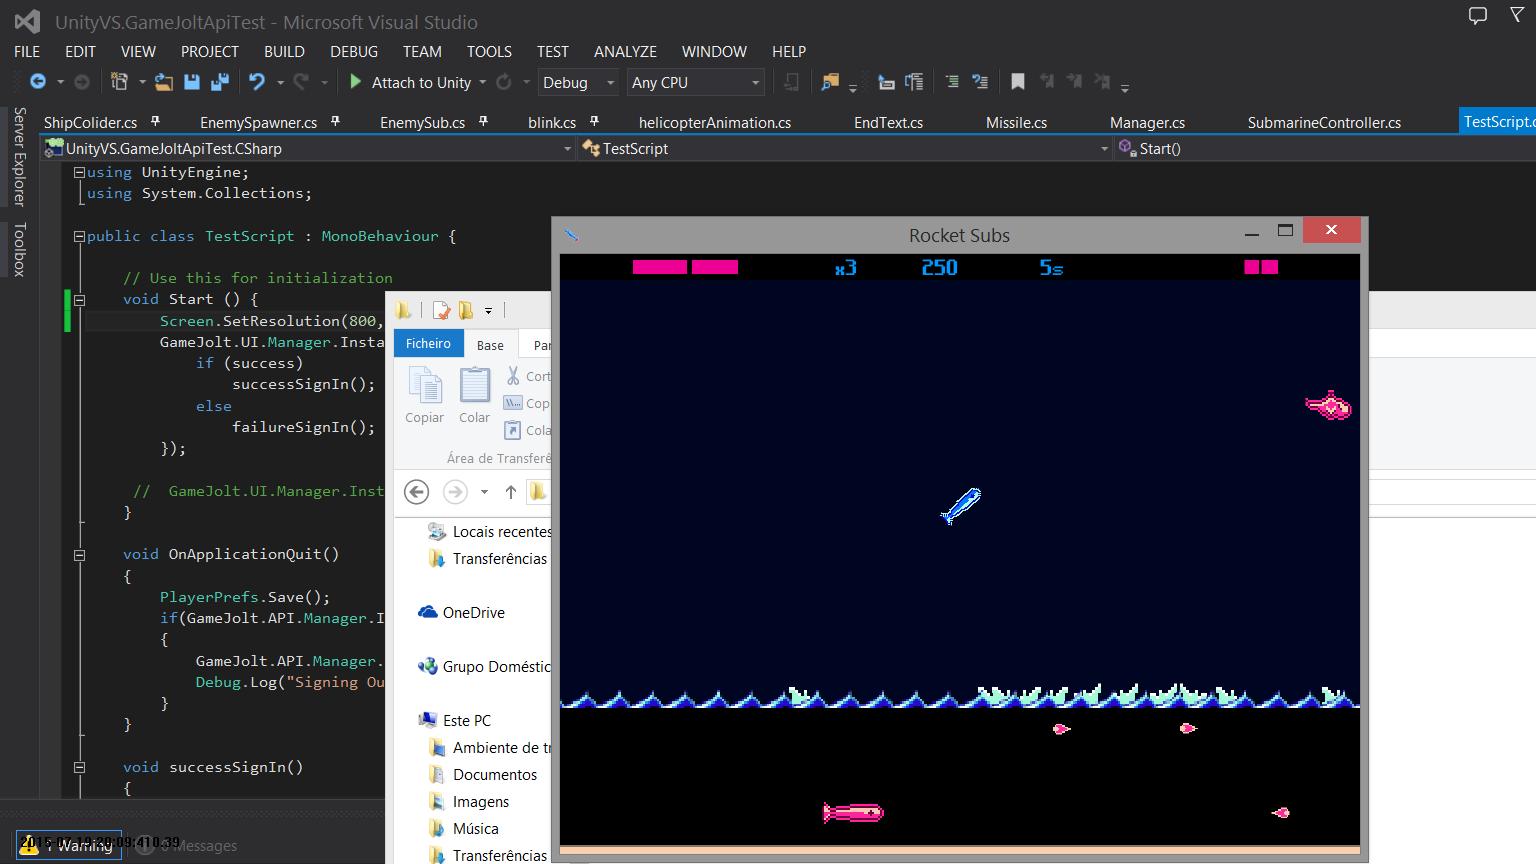 UnityVS.GameJoltApiTest - Microsoft Visual Studio
FILE EDIT VIEW PROJECT BUILD DEBUG TEAM TOOLS TEST ANALYZE WINDOW HELP
Attach to Unity Debug Any CPU
Server Explorer
Toolbox
ShipColider.cs EnemySpawner.cs EnemySub.cs blink.cs helicopterAnimation.cs EndText.cs Missile.cs Manager.cs SubmarineController.cs TestScript.c
UnityVS.GameJoltApiTest.CSharp TestScript Start()
using UnityEngine;
using System.Collections;
public class TestScript : MonoBehaviour {
// Use this for initialization
void Start () {
Screen.SetResolution(800,
GameJolt.UI.Manager.Insta
if (success)
successSignIn();
else
failureSignIn();
});
// GameJolt.UI.Manager.Inst
}
void OnApplicationQuit()
{
PlayerPrefs.Save();
if(GameJolt.API.Manager.I
{
GameJolt.API.Manager.
Debug.Log("Signing Ou
}
}
void successSignIn()
{
1 Warning
0 Messages
Ficheiro Base Par
Copiar Colar Cort
Cop
Cola
Área de Transferê
Locais recentes
Transferências
OneDrive
Grupo Doméstic
Este PC
Ambiente de tr
Documentos
Imagens
Música
Transferências
Rocket Subs
x3 250 5s